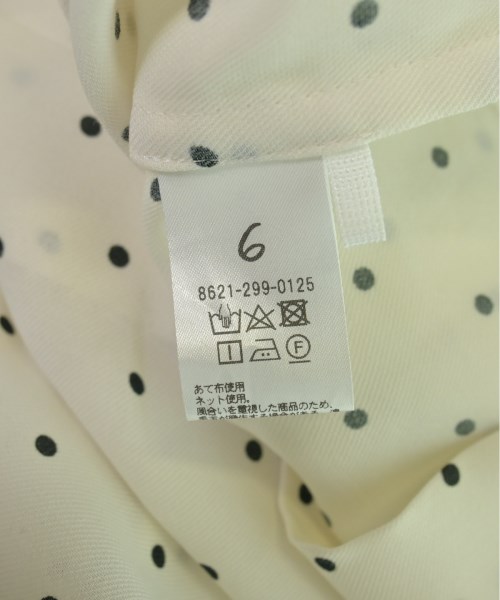 6
8621-299-0125
F
あて布使用
ネット使用。
風合いを重視した商品のため、